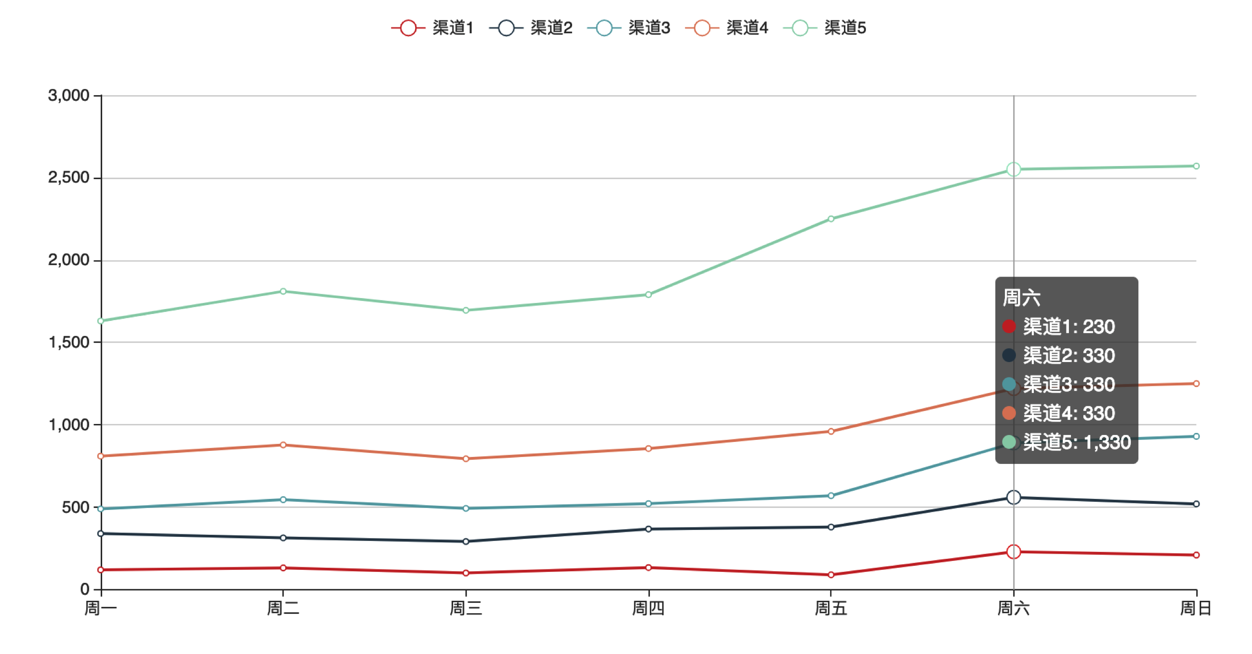 渠道1 渠道2 渠道3 渠道4 渠道5
3,000
2,500
2,000
1,500
1,000
500
0
周六
渠道1: 230
渠道2: 330
渠道3: 330
渠道4: 330
渠道5: 1,330
周一 周二 周三 周四 周五 周六 周日